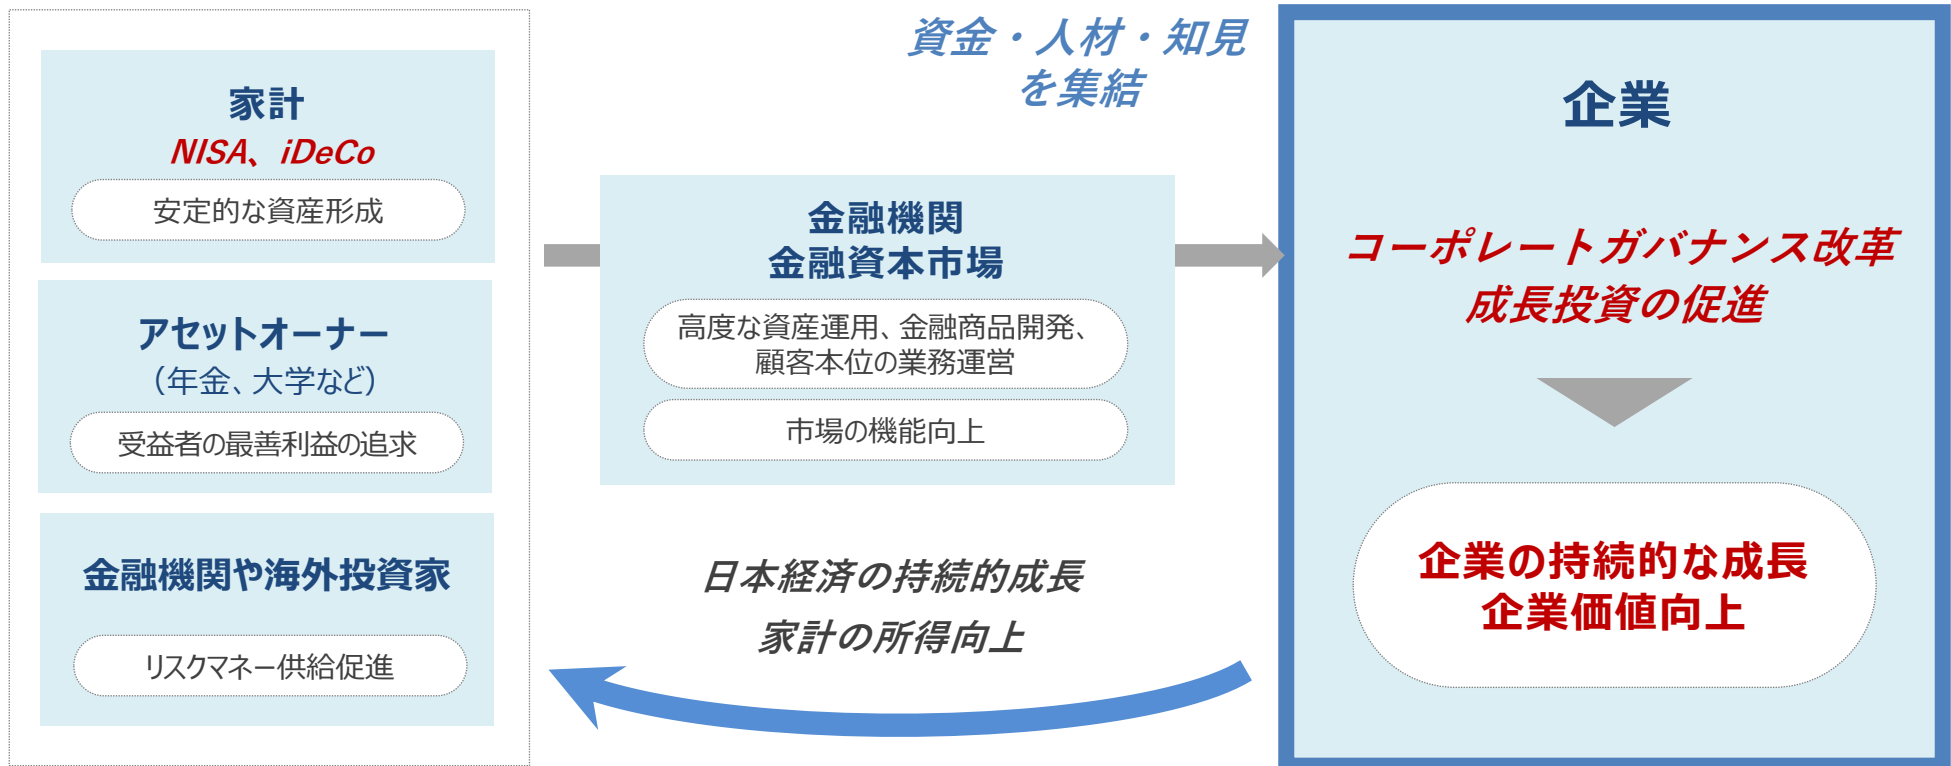 家計
NISA、iDeCo
安定的な資産形成
アセットオーナー
（年金、大学など）
受益者の最善利益の追求
金融機関や海外投資家
リスクマネー供給促進
資金・人材・知見
を集結
金融機関
金融資本市場
高度な資産運用、金融商品開発、
顧客本位の業務運営
市場の機能向上
日本経済の持続的成長
家計の所得向上
企業
コーポレートガバナンス改革
成長投資の促進
企業の持続的な成長
企業価値向上